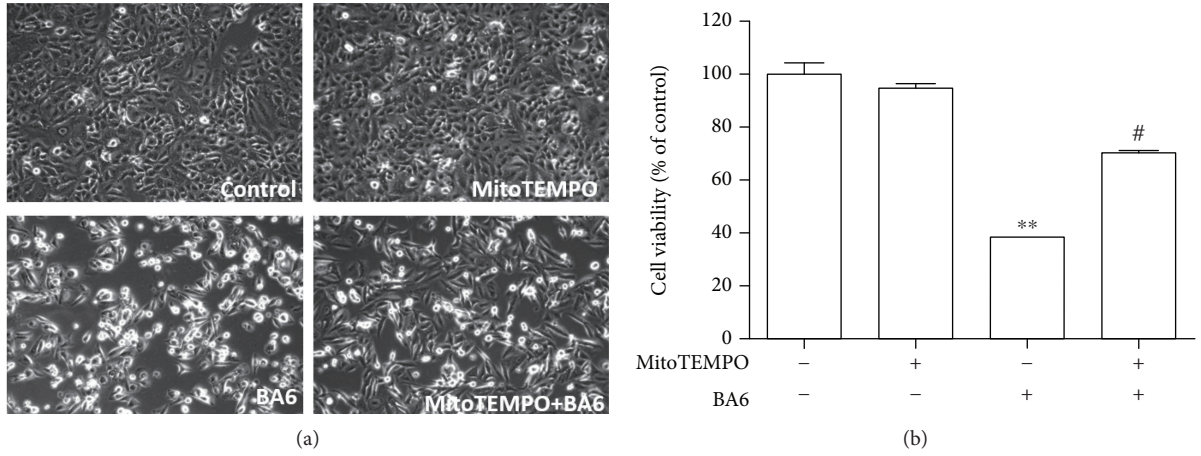 Control
MitoTEMPO
BA6
MitoTEMPO+BA6
(a)
Cell viability (% of control)
120
100
80
60
40
20
0
**
#
MitoTEMPO − + − +
BA6 − − + +
(b)